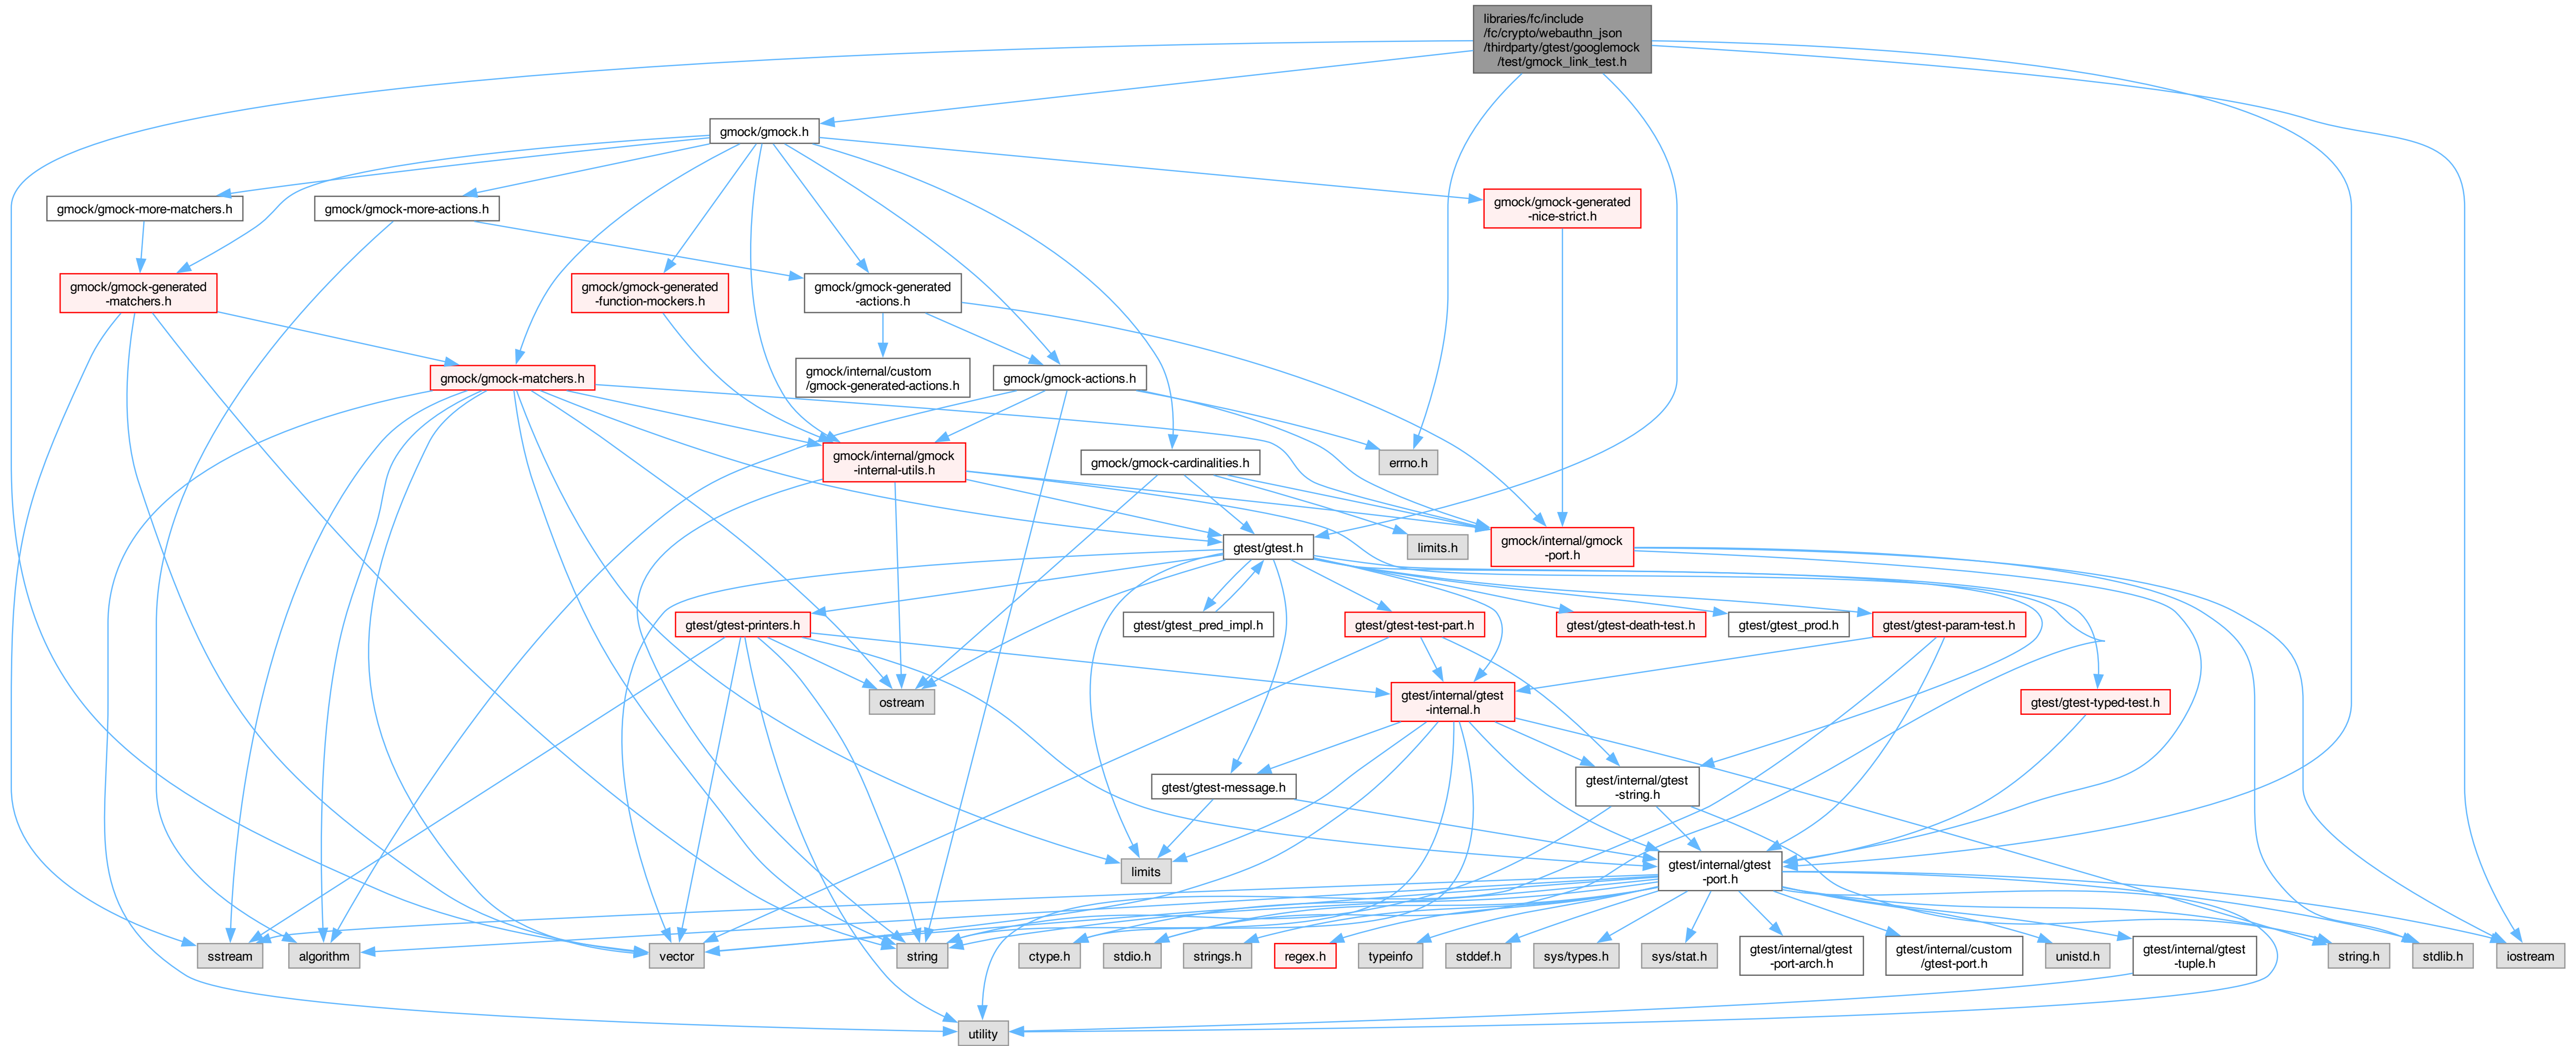 libraries/fc/include
/fc/crypto/webauthn_json
/thirdparty/gtest/googlemock
/test/gmock_link_test.h
gmock/gmock.h
gmock/gmock-more-matchers.h
gmock/gmock-more-actions.h
gmock/gmock-generated
-nice-strict.h
gmock/gmock-generated
-matchers.h
gmock/gmock-generated
-function-mockers.h
gmock/gmock-generated
-actions.h
gmock/gmock-matchers.h
gmock/internal/custom
/gmock-generated-actions.h
gmock/gmock-actions.h
gmock/internal/gmock
-internal-utils.h
gmock/gmock-cardinalities.h
errno.h
gtest/gtest.h
limits.h
gmock/internal/gmock
-port.h
gtest/gtest-printers.h
gtest/gtest_pred_impl.h
gtest/gtest-test-part.h
gtest/gtest-death-test.h
gtest/gtest_prod.h
gtest/gtest-param-test.h
ostream
gtest/internal/gtest
-internal.h
gtest/gtest-typed-test.h
gtest/gtest-message.h
gtest/internal/gtest
-string.h
limits
gtest/internal/gtest
-port.h
sstream
algorithm
vector
string
ctype.h
stdio.h
strings.h
regex.h
typeinfo
stddef.h
sys/types.h
sys/stat.h
gtest/internal/gtest
-port-arch.h
gtest/internal/custom
/gtest-port.h
unistd.h
gtest/internal/gtest
-tuple.h
string.h
stdlib.h
iostream
utility